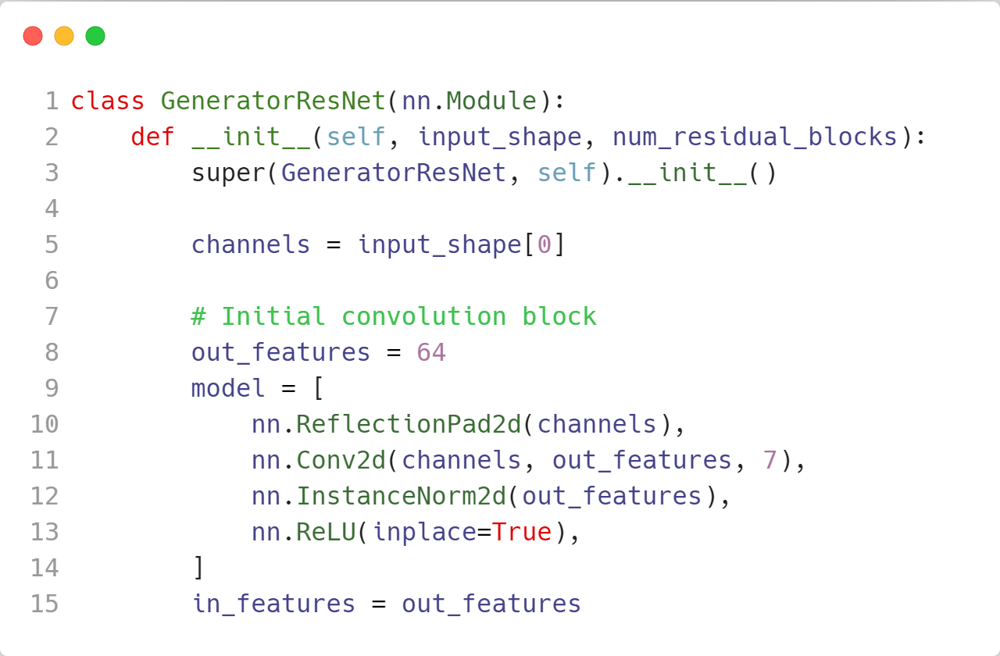 1 class GeneratorResNet(nn.Module):
2     def __init__(self, input_shape, num_residual_blocks):
3         super(GeneratorResNet, self).__init__()
4
5         channels = input_shape[0]
6
7         # Initial convolution block
8         out_features = 64
9         model = [
10             nn.ReflectionPad2d(channels),
11             nn.Conv2d(channels, out_features, 7),
12             nn.InstanceNorm2d(out_features),
13             nn.ReLU(inplace=True),
14         ]
15         in_features = out_features